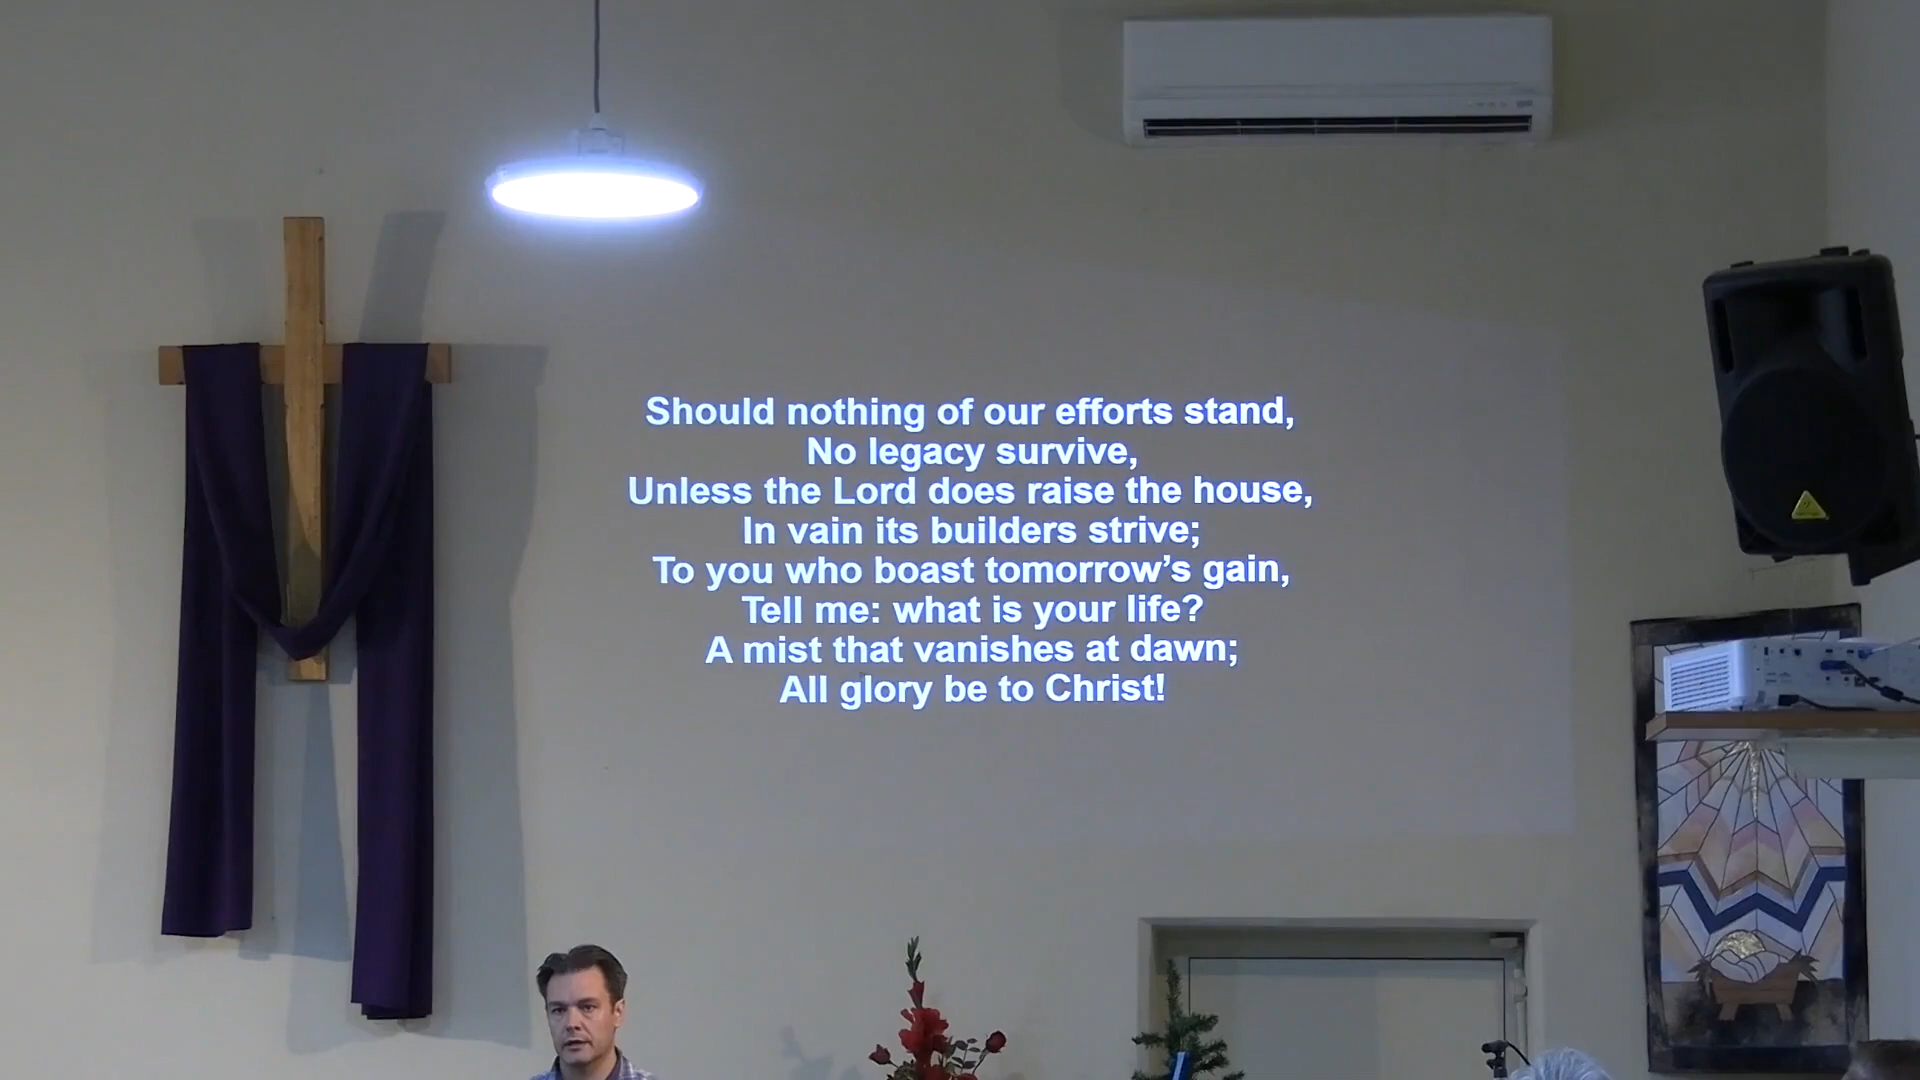 Should nothing of our efforts stand,
No legacy survive,
Unless the Lord does raise the house,
In vain its builders strive;
To you who boast tomorrow’s gain,
Tell me: what is your life?
A mist that vanishes at dawn;
All glory be to Christ!